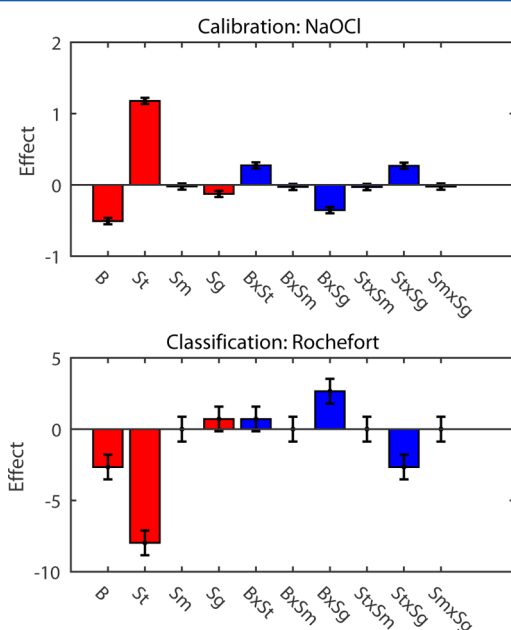 Calibration: NaOCl
2
1
0
-1
Effect
B St Sm Sg BxSt BxSm BxSg StxSm StxSg SmxSg
Classification: Rochefort
5
0
-5
-10
Effect
B St Sm Sg BxSt BxSm BxSg StxSm StxSg SmxSg